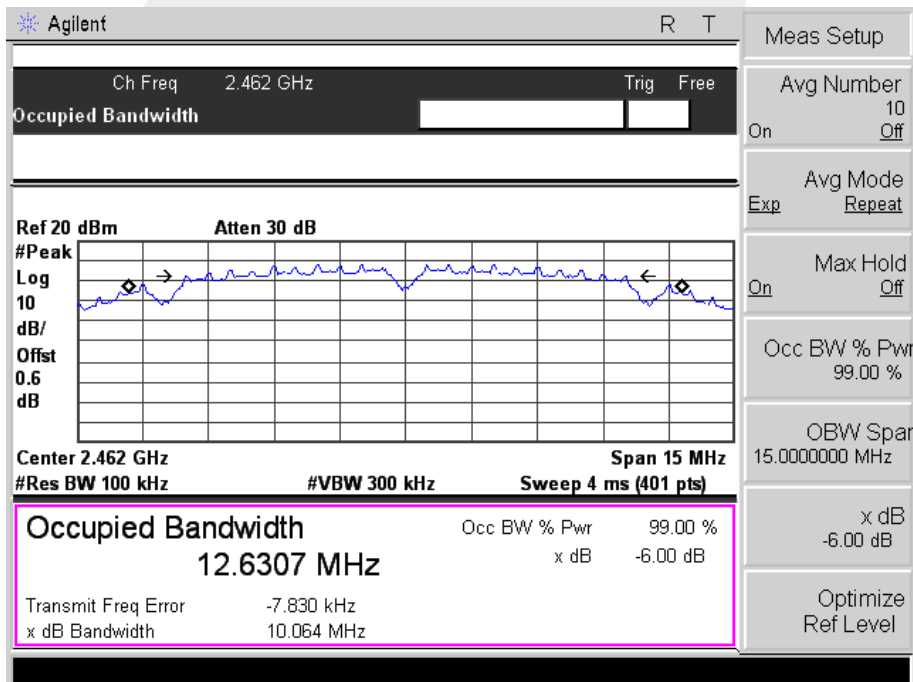 Agilent R T
Ch Freq 2.462 GHz Trig Free
Occupied Bandwidth
Ref 20 dBm Atten 30 dB
#Peak
Log
10
dB/
Offst
0.6
dB
Center 2.462 GHz Span 15 MHz
#Res BW 100 kHz #VBW 300 kHz Sweep 4 ms (401 pts)
Occupied Bandwidth
12.6307 MHz
Occ BW % Pwr 99.00 %
x dB -6.00 dB
Transmit Freq Error -7.830 kHz
x dB Bandwidth 10.064 MHz
Meas Setup
Avg Number
10
On Off
Avg Mode
Exp Repeat
Max Hold
On Off
Occ BW % Pwr
99.00 %
OBW Span
15.0000000 MHz
x dB
-6.00 dB
Optimize
Ref Level